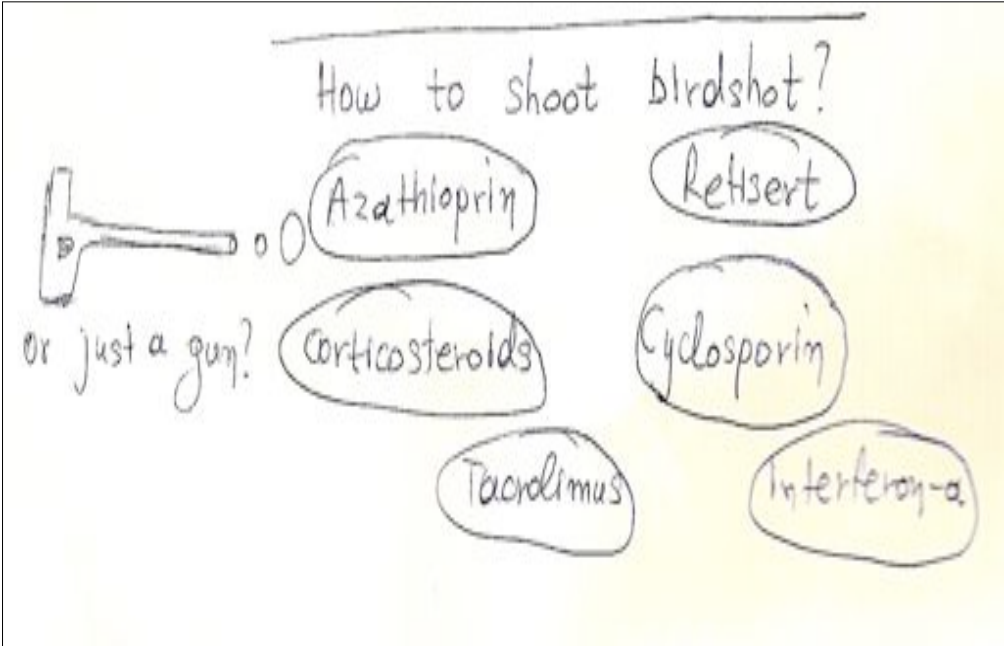 How to shoot birdshot?
Azathioprin
Retisert
or just a gun?
Corticosteroids
Cyclosporin
Tacrolimus
Interferon-α